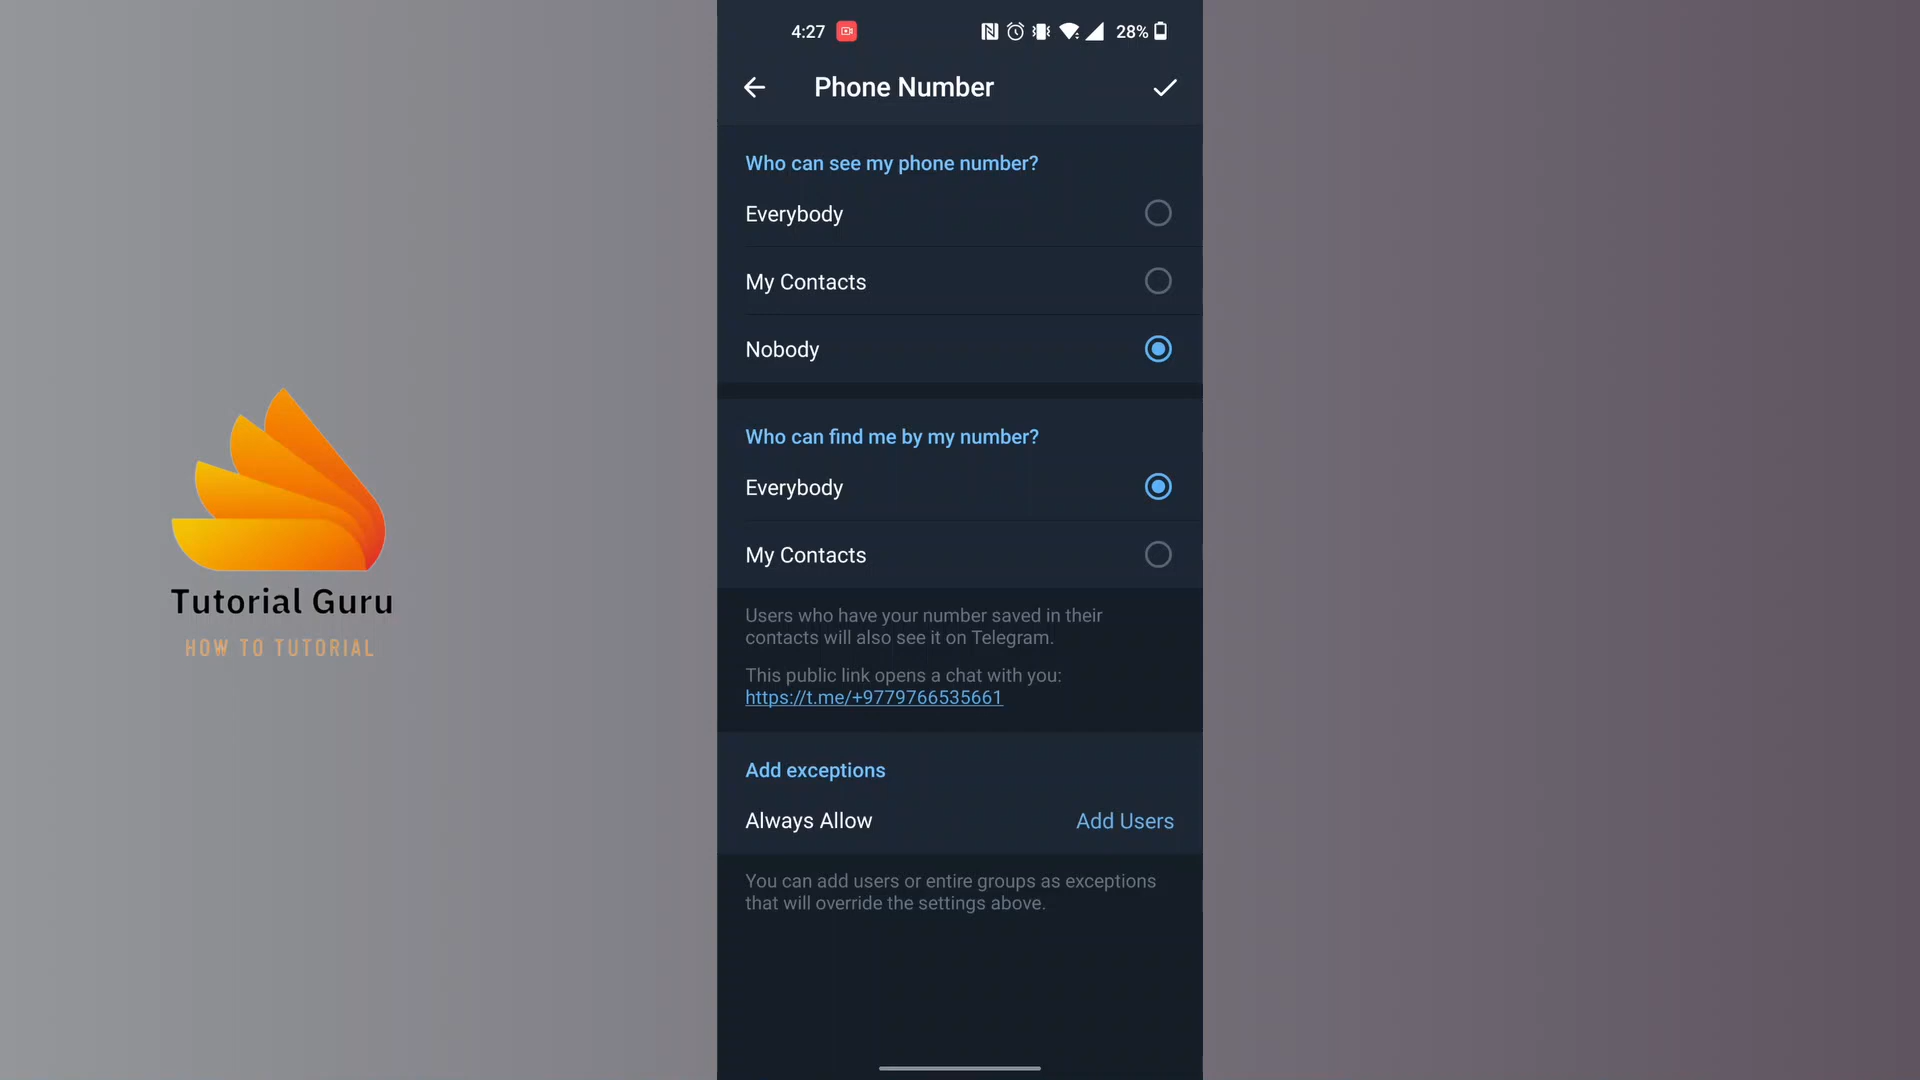 4:27
28%
Phone Number
Who can see my phone number?
Everybody
My Contacts
Nobody
Who can find me by my number?
Everybody
My Contacts
Users who have your number saved in their
contacts will also see it on Telegram.
This public link opens a chat with you:
https://t.me/+9779766535661
Add exceptions
Always Allow
Add Users
You can add users or entire groups as exceptions
that will override the settings above.
Tutorial Guru
HOW TO TUTORIAL